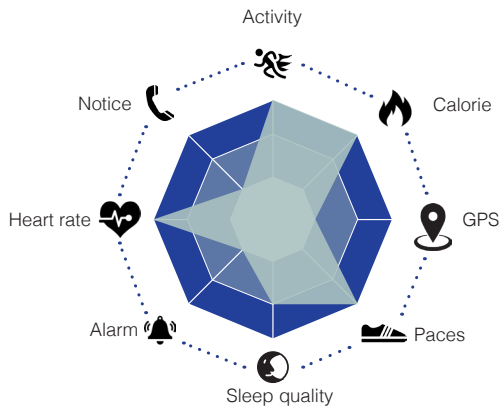 Activity
Notice
Calorie
Heart rate
GPS
Alarm
Paces
Sleep quality